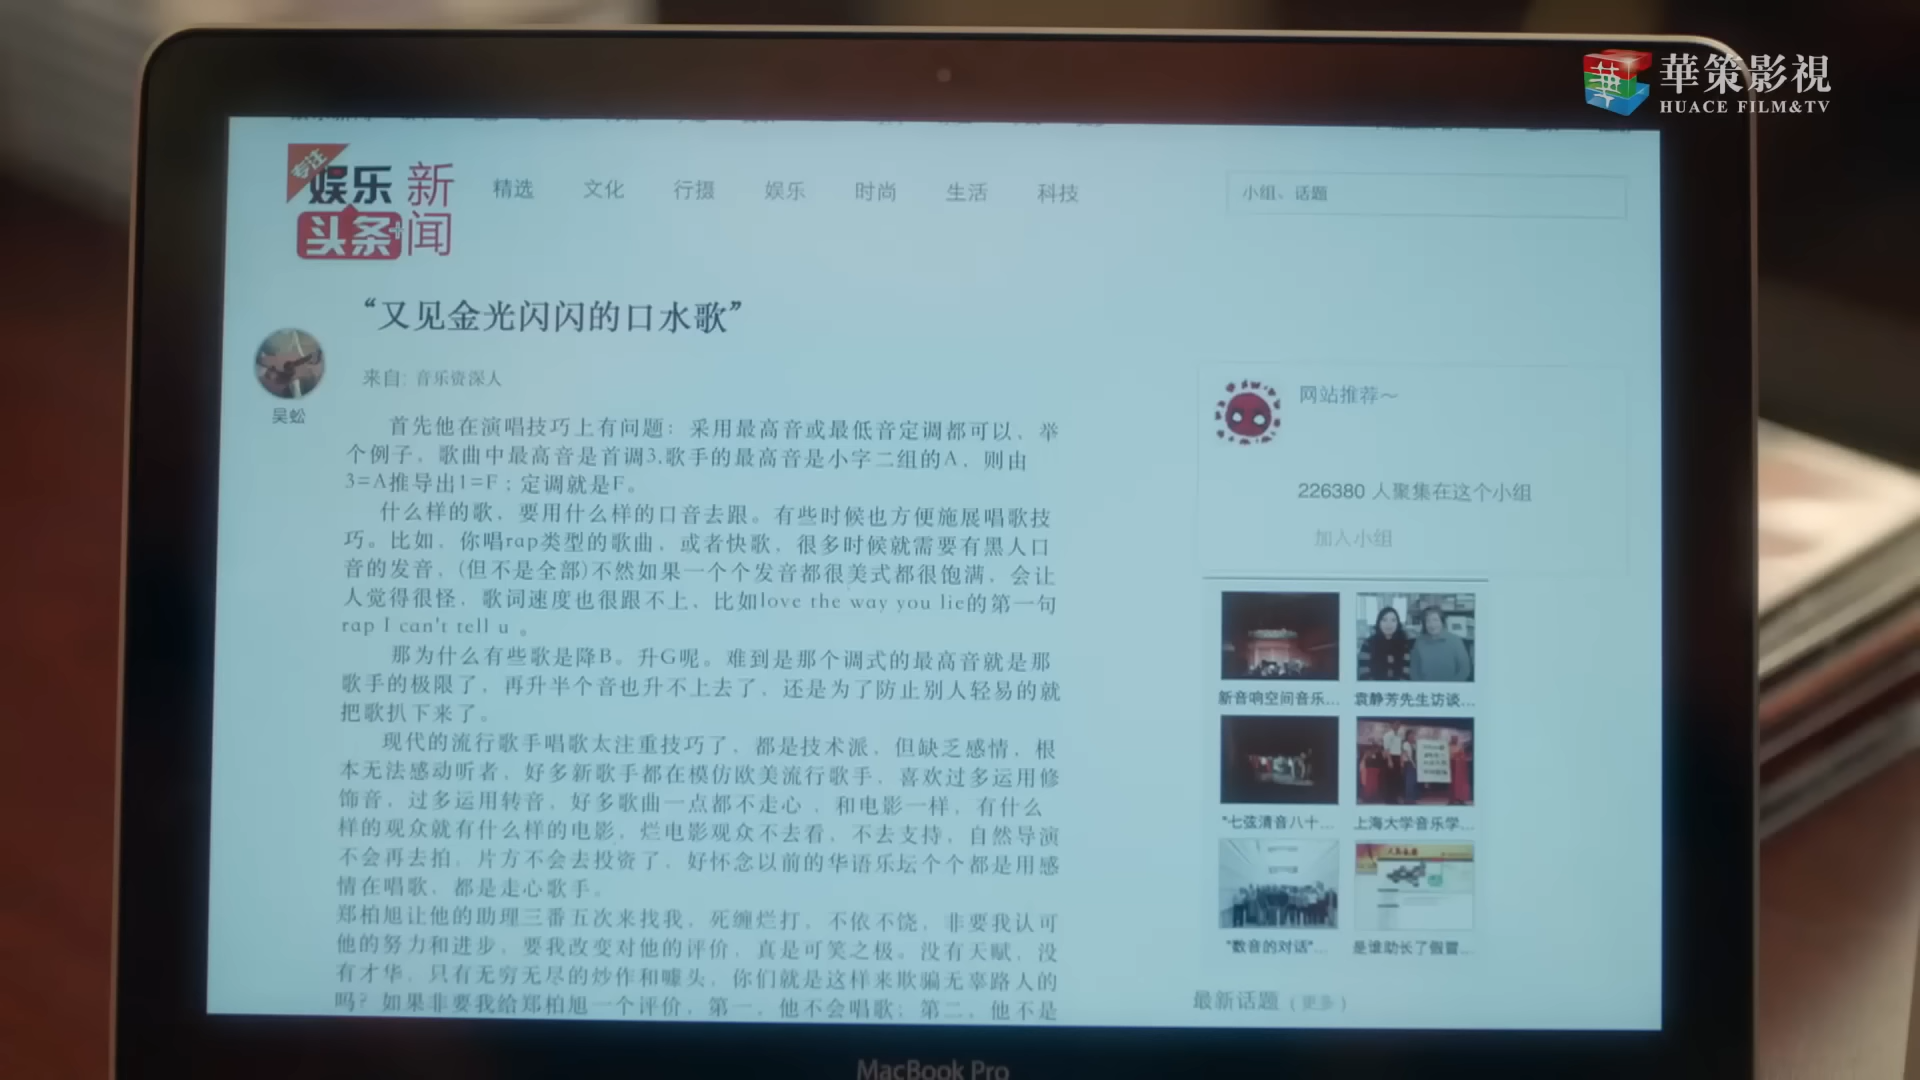 華策影視
HUACE FILM&TV
专注
娱乐
头条+
新闻
精选 文化 行摄 娱乐 时尚 生活 科技
小组、话题
“又见金光闪闪的口水歌”
吴蚣
来自: 音乐资深人
首先他在演唱技巧上有问题: 采用最高音或最低音定调都可以, 举
个例子, 歌曲中最高音是首调3,歌手的最高音是小字二组的A, 则由
3=A推导出1=F;定调就是F。
什么样的歌, 要用什么样的口音去跟。有些时候也方便施展唱歌技
巧。比如, 你唱rap类型的歌曲, 或者快歌, 很多时候就需要有黑人口
音的发音, (但不是全部)不然如果一个个发音都很美式都很饱满, 会让
人觉得很怪, 歌词速度也很跟不上, 比如love the way you lie的第一句
rap I can't tell u 。
那为什么有些歌是降B。升G呢。难到是那个调式的最高音就是那
歌手的极限了, 再升半个音也升不上去了, 还是为了防止别人轻易的就
把歌扒下来了。
现代的流行歌手唱歌太注重技巧了, 都是技术派, 但缺乏感情, 根
本无法感动听者, 好多新歌手都在模仿欧美流行歌手, 喜欢过多运用修
饰音, 过多运用转音, 好多歌曲一点都不走心 , 和电影一样, 有什么
样的观众就有什么样的电影, 烂电影观众不去看, 不去支持, 自然导演
不会再去拍, 片方不会去投资了, 好怀念以前的华语乐坛个个都是用感
情在唱歌, 都是走心歌手。
郑柏旭让他的助理三番五次来找我, 死缠烂打, 不依不饶, 非要我认可
他的努力和进步, 要我改变对他的评价, 真是可笑之极。没有天赋, 没
有才华, 只有无穷无尽的炒作和噱头, 你们就是这样来欺骗无辜路人的
吗? 如果非要我给郑柏旭一个评价, 第一, 他不会唱歌; 第二, 他不是
网站推荐~
226380 人聚集在这个小组
加入小组
新音响空间音乐... 袁静芳先生访谈...
“七弦清音八十... 上海大学音乐学...
“数音的对话”... 是谁助长了假冒...
最新话题 ( 更多 )
MacBook Pro